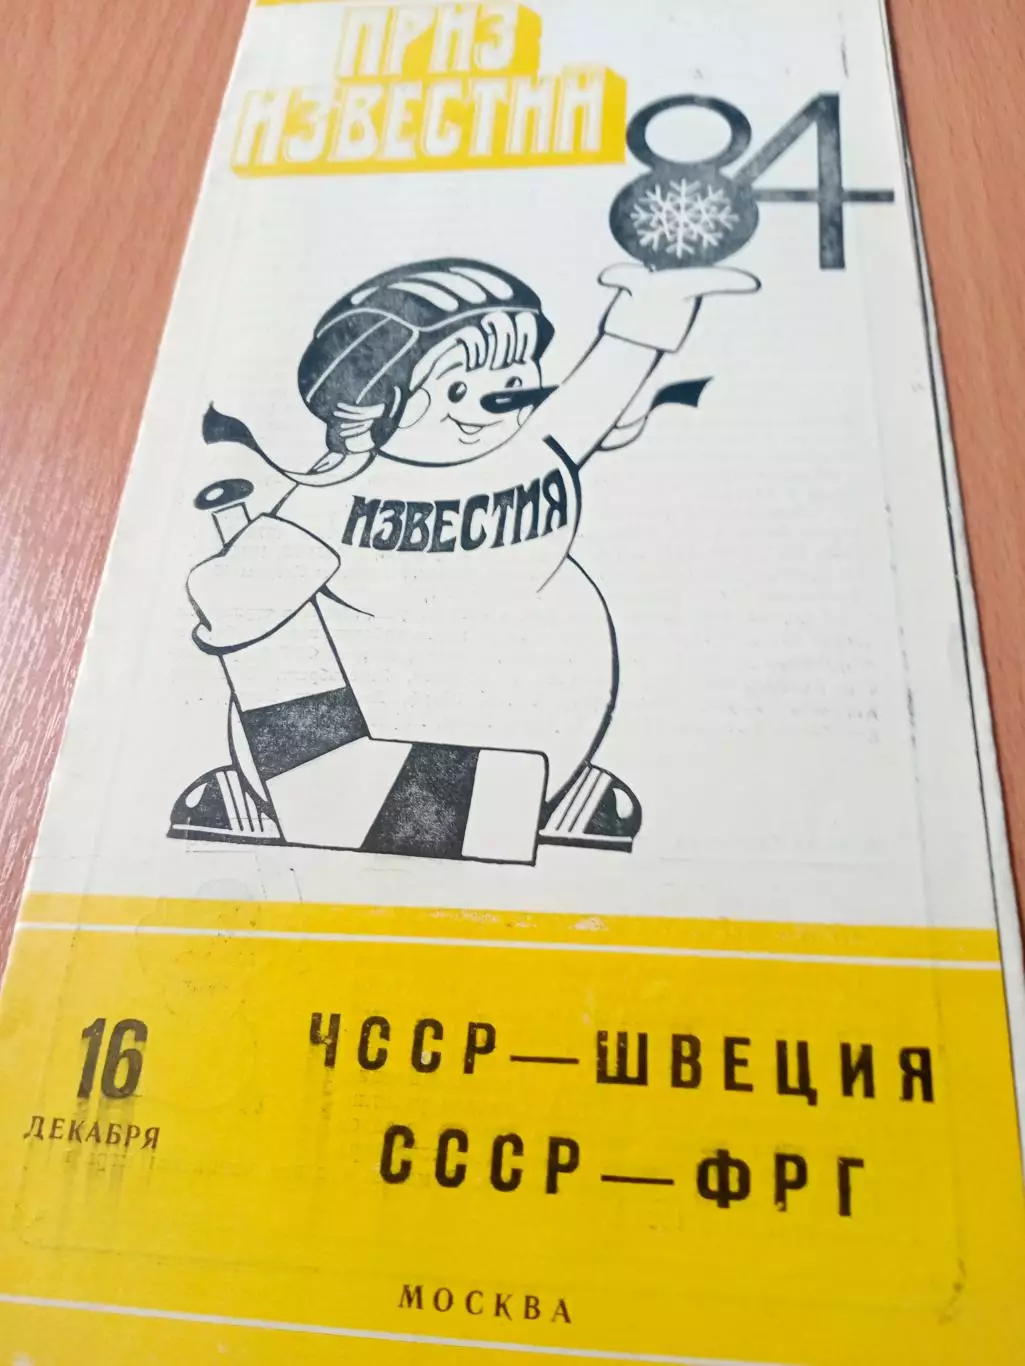 ПРИЗ
ИЗВЕСТИЙ
84
ИЗВЕСТИЯ
16
ДЕКАБРЯ
ЧССР — ШВЕЦИЯ
СССР — ФРГ
МОСКВА